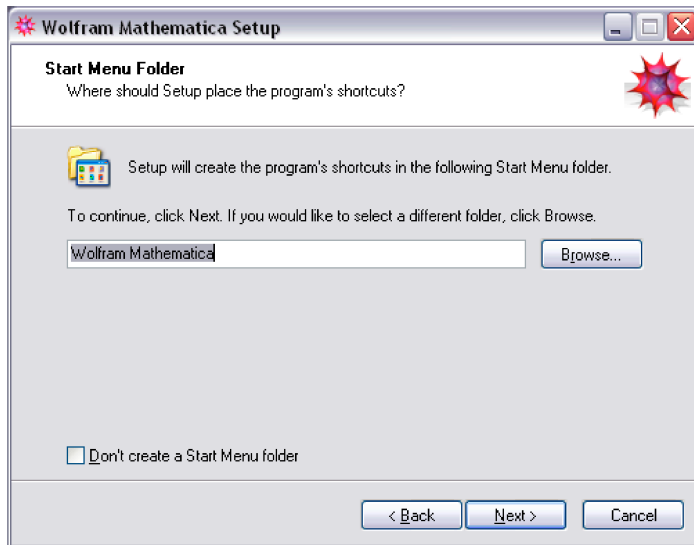 Wolfram Mathematica Setup
Start Menu Folder
Where should Setup place the program's shortcuts?
Setup will create the program's shortcuts in the following Start Menu folder.
To continue, click Next. If you would like to select a different folder, click Browse.
Wolfram Mathematica
Browse...
Don't create a Start Menu folder
< Back
Next >
Cancel